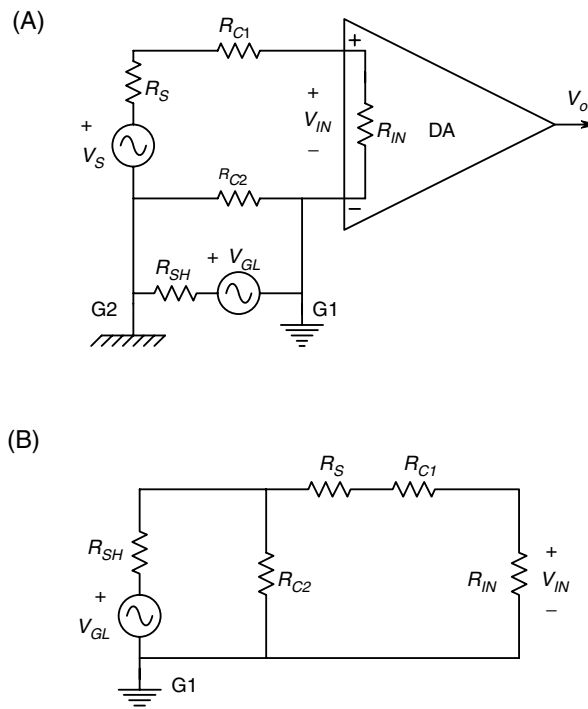 (A)
R_C1
+
R_S
V_o
+
V_IN
R_IN
DA
+
V_S
−
R_C2
−
R_SH
+ V_GL
G2
G1
(B)
R_S
R_C1
R_SH
R_C2
R_IN
+
V_IN
−
+
V_GL
G1